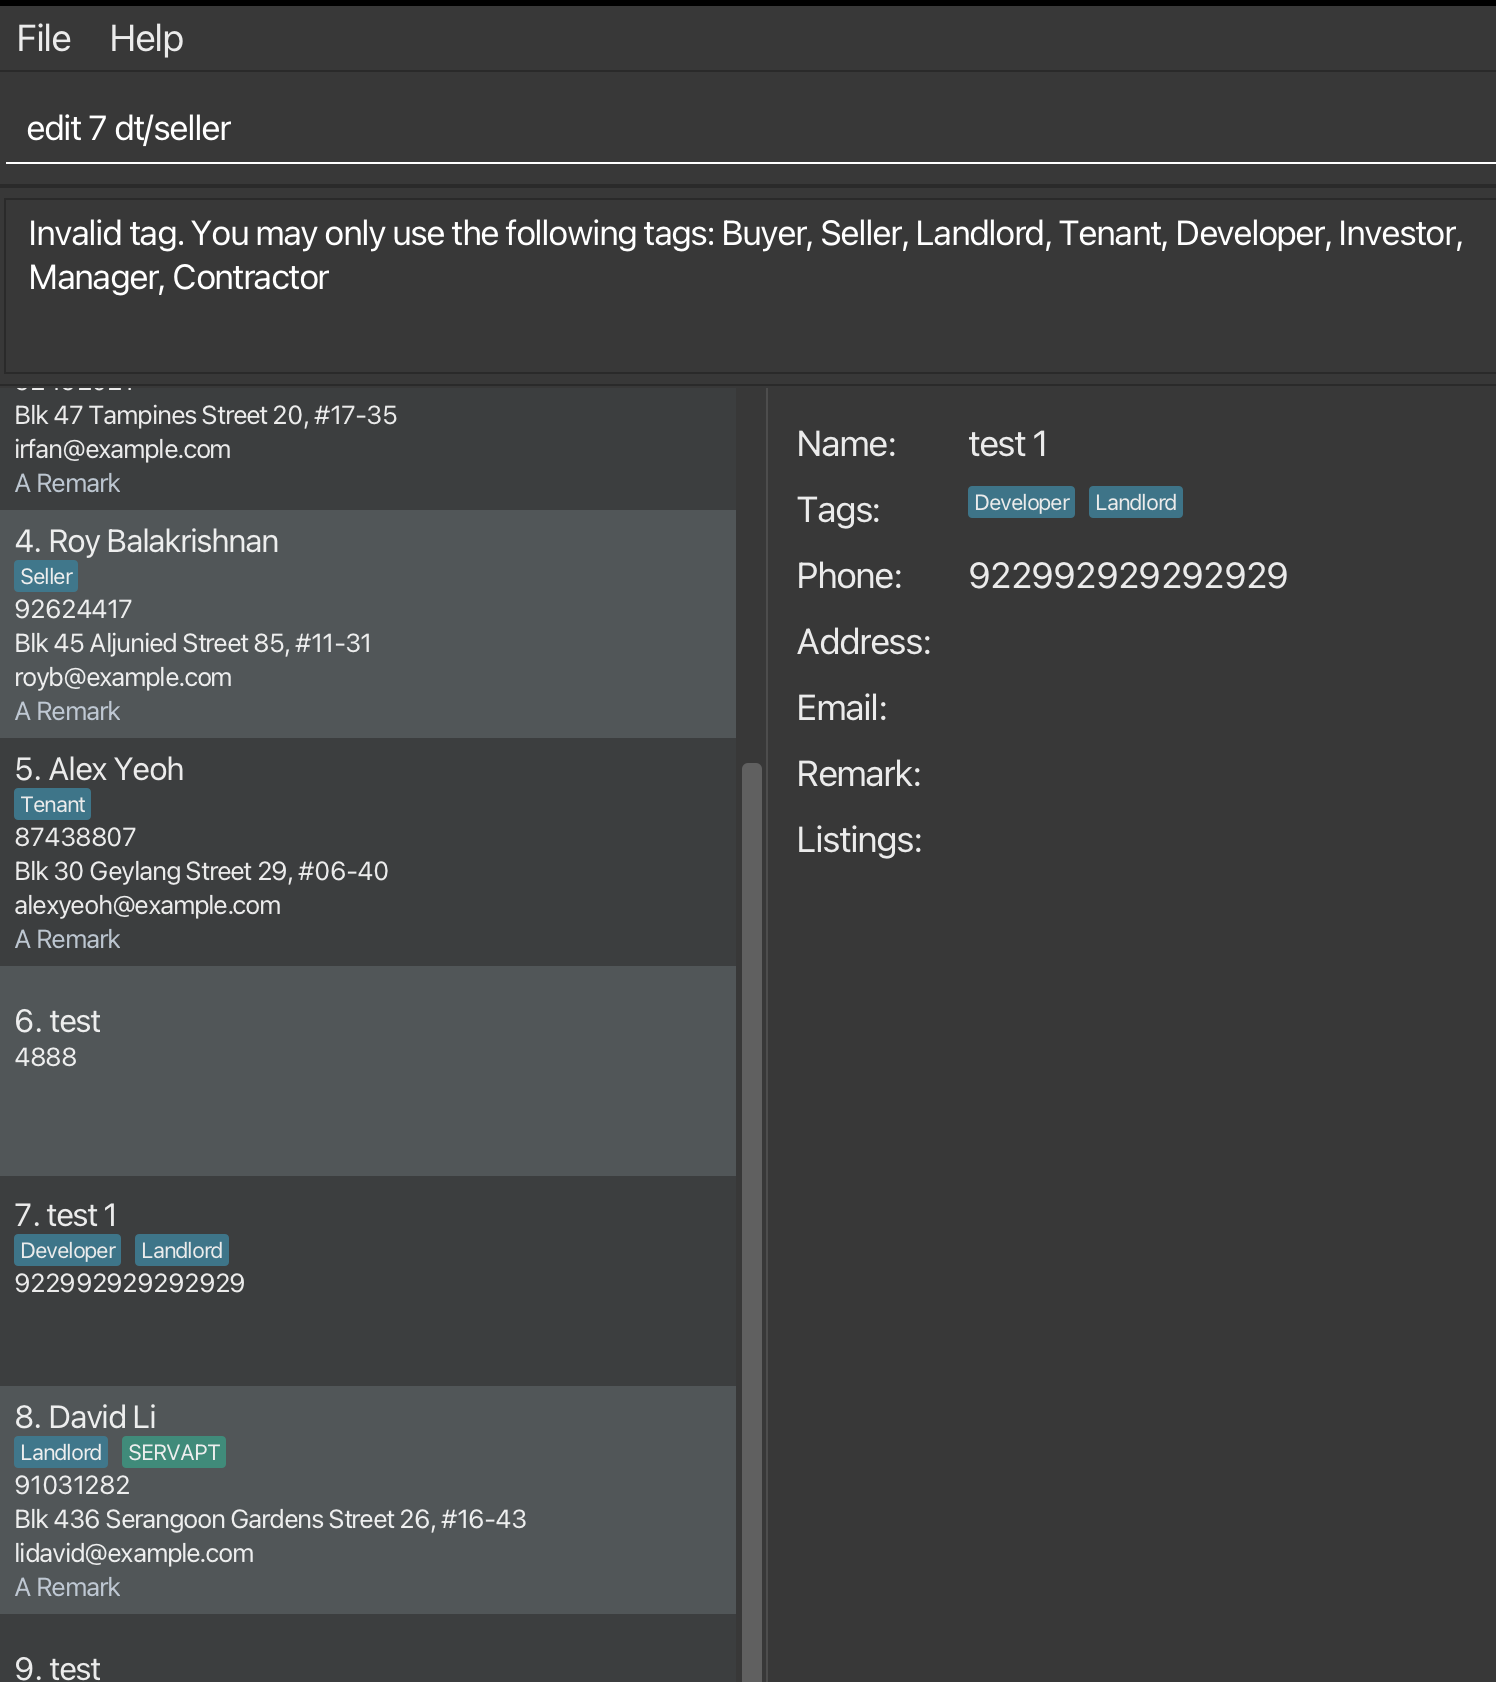 File Help
edit 7 dt/seller
Invalid tag. You may only use the following tags: Buyer, Seller, Landlord, Tenant, Developer, Investor,
Manager, Contractor
Blk 47 Tampines Street 20, #17-35
irfan@example.com
A Remark
4. Roy Balakrishnan
Seller
92624417
Blk 45 Aljunied Street 85, #11-31
royb@example.com
A Remark
5. Alex Yeoh
Tenant
87438807
Blk 30 Geylang Street 29, #06-40
alexyeoh@example.com
A Remark
6. test
4888
7. test 1
Developer Landlord
922992929292929
8. David Li
Landlord SERVAPT
91031282
Blk 436 Serangoon Gardens Street 26, #16-43
lidavid@example.com
A Remark
9. test
Name: test 1
Tags: Developer Landlord
Phone: 922992929292929
Address:
Email:
Remark:
Listings: